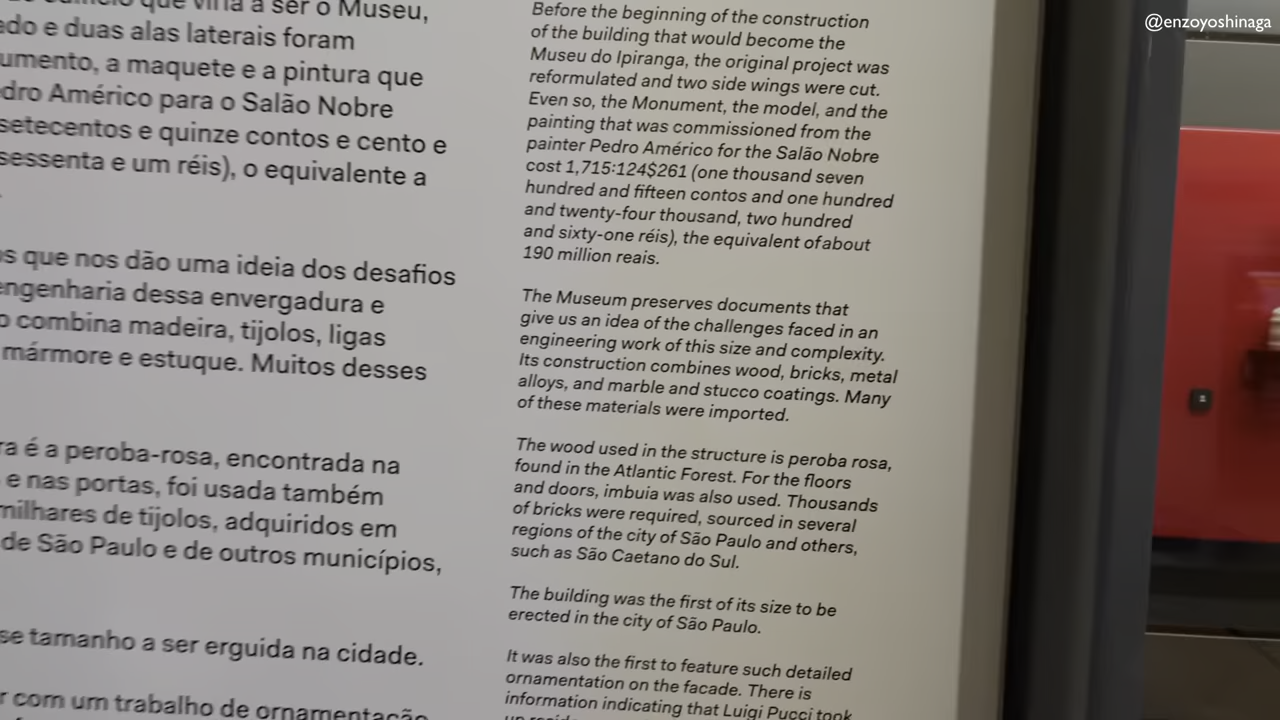 que viria a ser o Museu,
e duas alas laterais foram
a maquete e a pintura que
Américo para o Salão Nobre
setecentos e quinze contos e cento e
sessenta e um réis), o equivalente a
que nos dão uma ideia dos desafios
engenharia dessa envergadura e
combina madeira, tijolos, ligas
mármore e estuque. Muitos desses
é a peroba-rosa, encontrada na
e nas portas, foi usada também
milhares de tijolos, adquiridos em
de São Paulo e de outros municípios,
tamanho a ser erguida na cidade.
com um trabalho de ornamentação
Before the beginning of the construction
of the building that would become the
Museu do Ipiranga, the original project was
reformulated and two side wings were cut.
Even so, the Monument, the model, and the
painting that was commissioned from the
painter Pedro Américo for the Salão Nobre
cost 1,715:124$261 (one thousand seven
hundred and fifteen contos and one hundred
and twenty-four thousand, two hundred
and sixty-one réis), the equivalent of about
190 million reais.
The Museum preserves documents that
give us an idea of the challenges faced in an
engineering work of this size and complexity.
Its construction combines wood, bricks, metal
alloys, and marble and stucco coatings. Many
of these materials were imported.
The wood used in the structure is peroba rosa,
found in the Atlantic Forest. For the floors
and doors, imbuia was also used. Thousands
of bricks were required, sourced in several
regions of the city of São Paulo and others,
such as São Caetano do Sul.
The building was the first of its size to be
erected in the city of São Paulo.
It was also the first to feature such detailed
ornamentation on the facade. There is
information indicating that Luigi Pucci took
@enzoyoshinaga